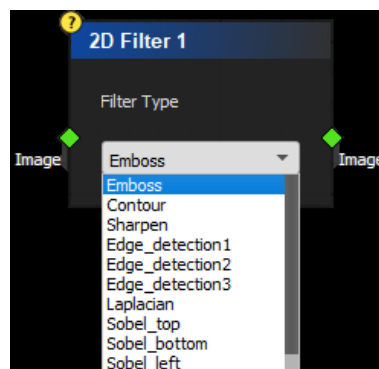 ?
2D Filter 1
Filter Type
Image
Emboss
Image
Emboss
Contour
Sharpen
Edge_detection1
Edge_detection2
Edge_detection3
Laplacian
Sobel_top
Sobel_bottom
Sobel_left